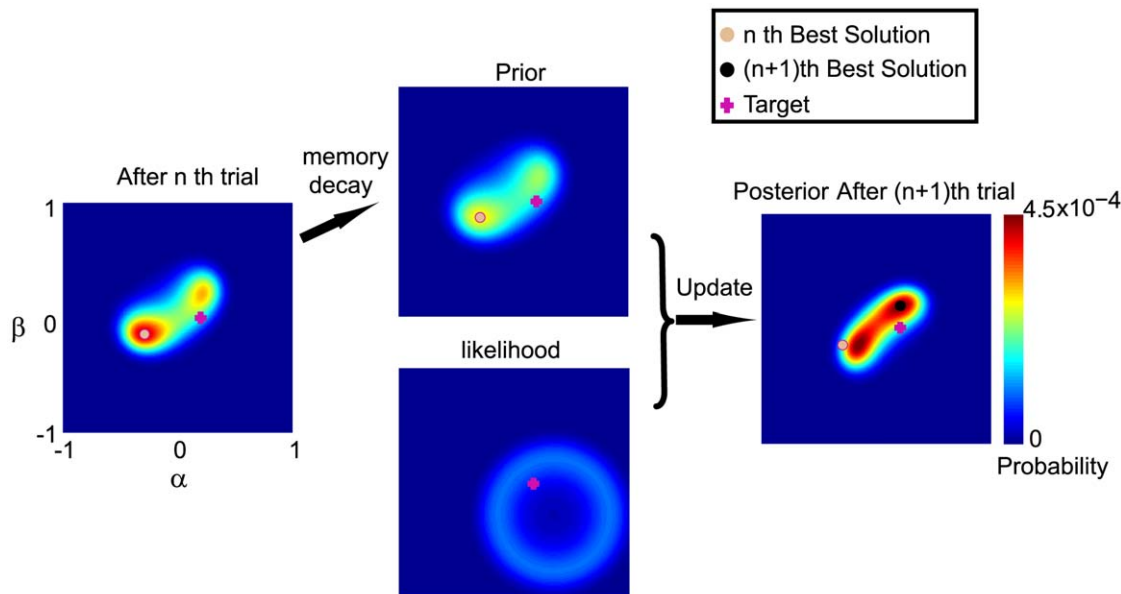 n th Best Solution
(n+1)th Best Solution
Target
Prior
memory
decay
After n th trial
1
β 0
-1
-1 0 1
α
likelihood
Update
Posterior After (n+1)th trial
4.5x10⁻⁴
0
Probability